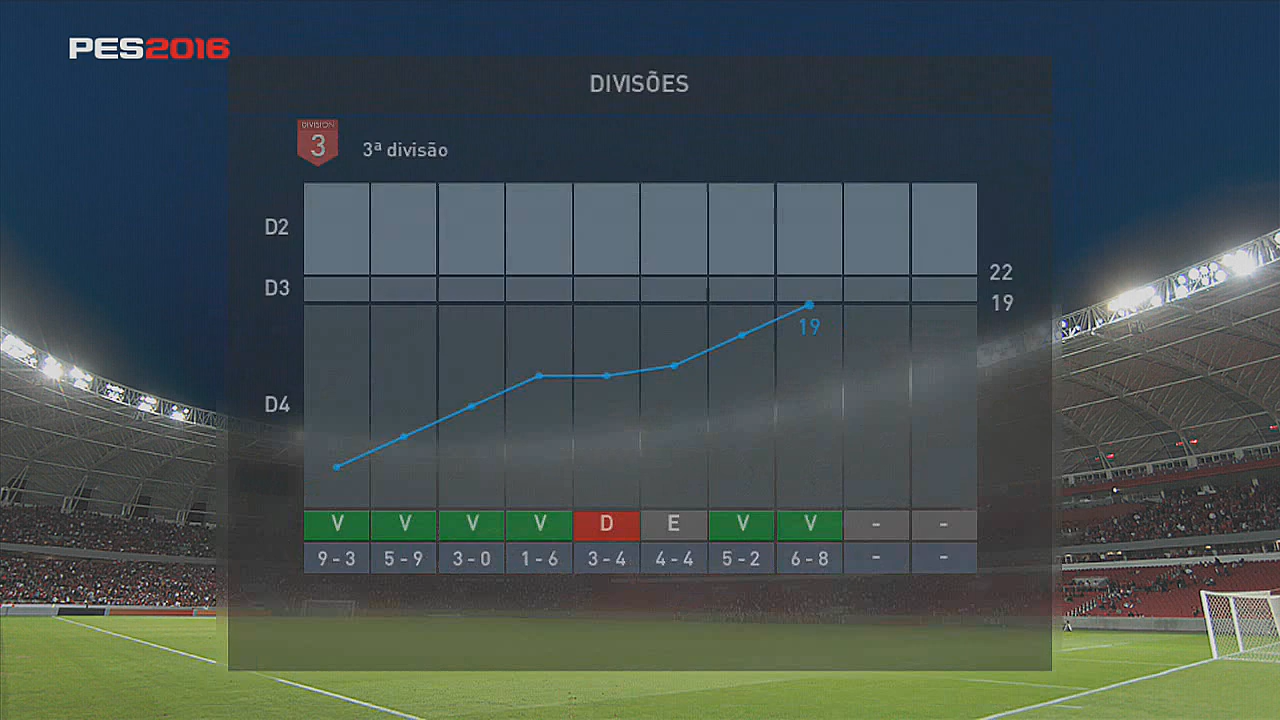 PES2016
DIVISÕES
DIVISION
3
3ª divisão
D2
D3
22
19
19
D4
V V V V D E V V - -
9-3 5-9 3-0 1-6 3-4 4-4 5-2 6-8 - -